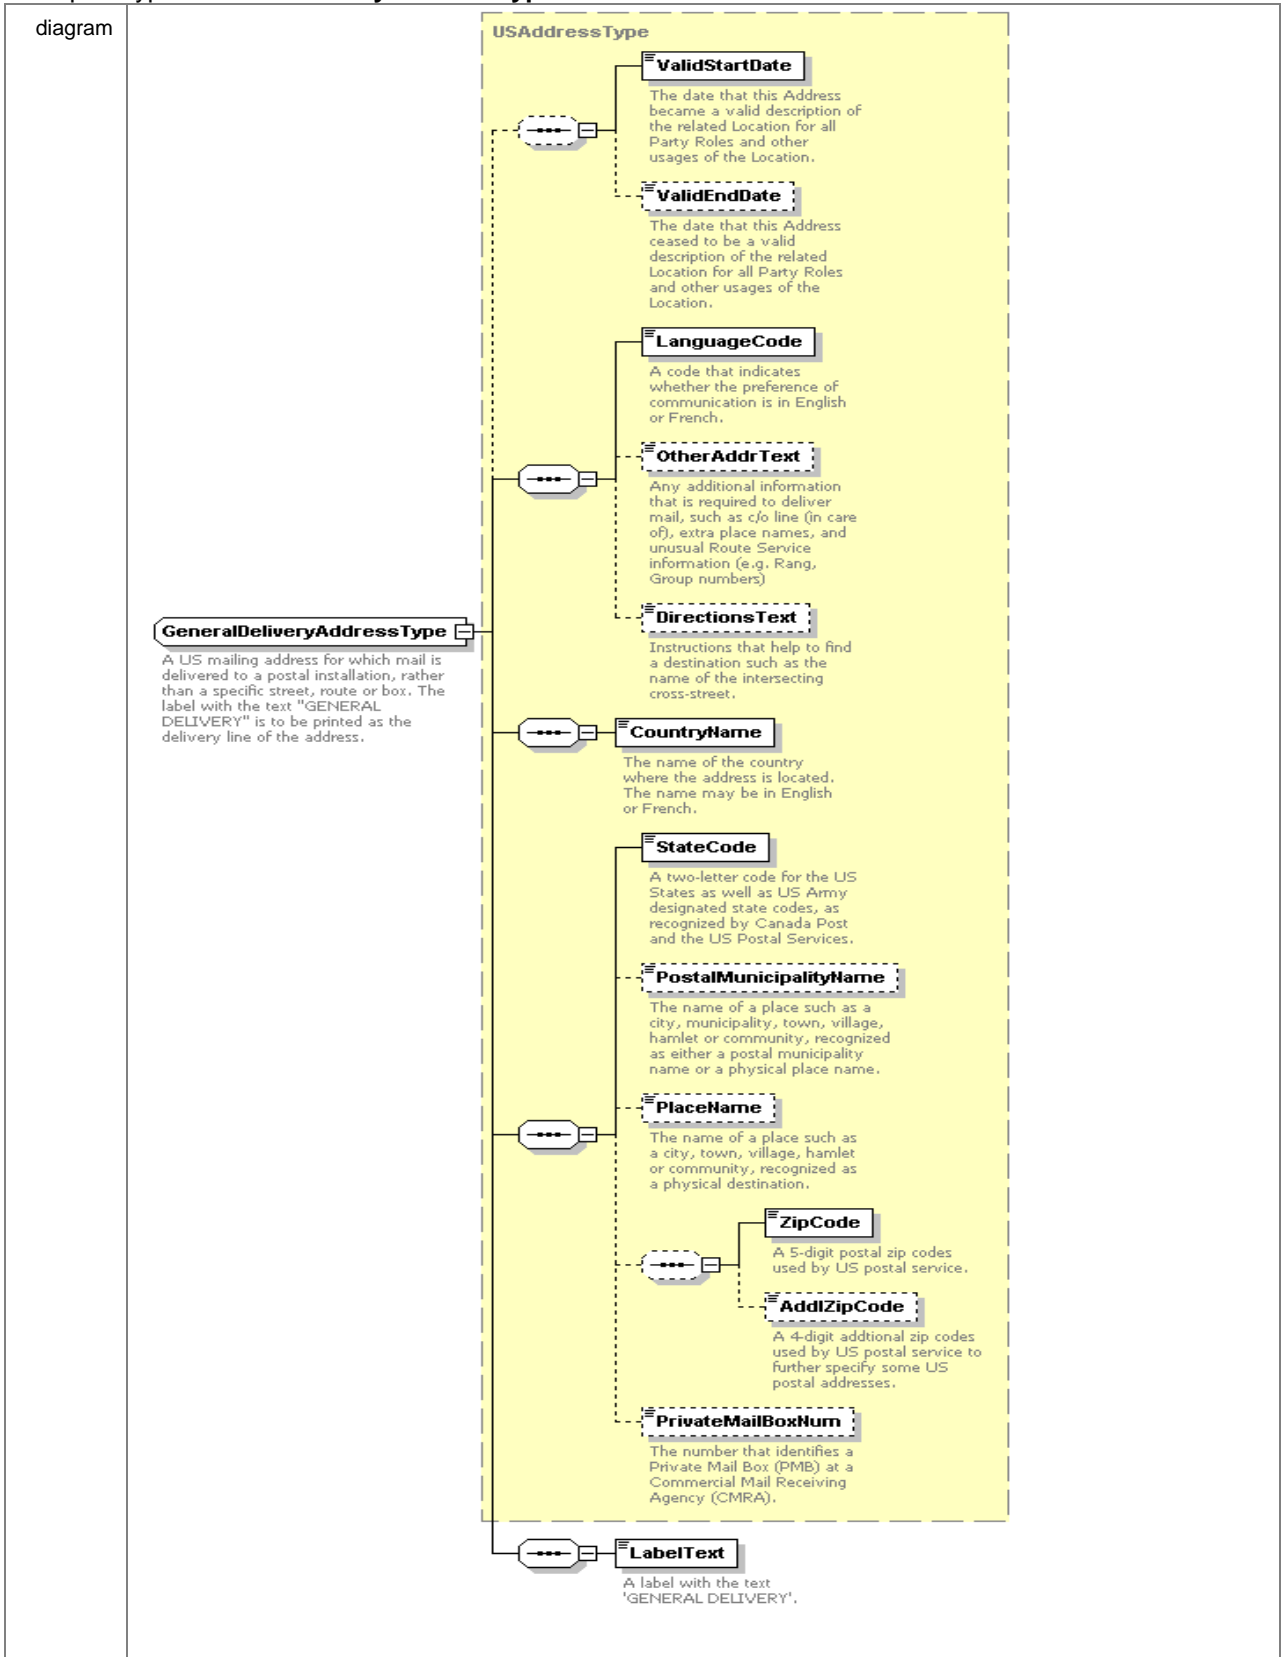 diagram
USAddressType
ValidStartDate
The date that this Address
became a valid description of
the related Location for all
Party Roles and other
usages of the Location.
ValidEndDate
The date that this Address
ceased to be a valid
description of the related
Location for all Party Roles
and other usages of the
Location.
LanguageCode
A code that indicates
whether the preference of
communication is in English
or French.
OtherAddrText
Any additional information
that is required to deliver
mail, such as c/o line (in care
of), extra place names, and
unusual Route Service
information (e.g. Rang,
Group numbers)
DirectionsText
Instructions that help to find
a destination such as the
name of the intersecting
cross-street.
GeneralDeliveryAddressType
A US mailing address for which mail is
delivered to a postal installation, rather
than a specific street, route or box. The
label with the text "GENERAL
DELIVERY" is to be printed as the
delivery line of the address.
CountryName
The name of the country
where the address is located.
The name may be in English
or French.
StateCode
A two-letter code for the US
States as well as US Army
designated state codes, as
recognized by Canada Post
and the US Postal Services.
PostalMunicipalityName
The name of a place such as a
city, municipality, town, village,
hamlet or community, recognized
as either a postal municipality
name or a physical place name.
PlaceName
The name of a place such as
a city, town, village, hamlet
or community, recognized as
a physical destination.
ZipCode
A 5-digit postal zip codes
used by US postal service.
AddlZipCode
A 4-digit addtional zip codes
used by US postal service to
further specify some US
postal addresses.
PrivateMailBoxNum
The number that identifies a
Private Mail Box (PMB) at a
Commercial Mail Receiving
Agency (CMRA).
LabelText
A label with the text
'GENERAL DELIVERY'.